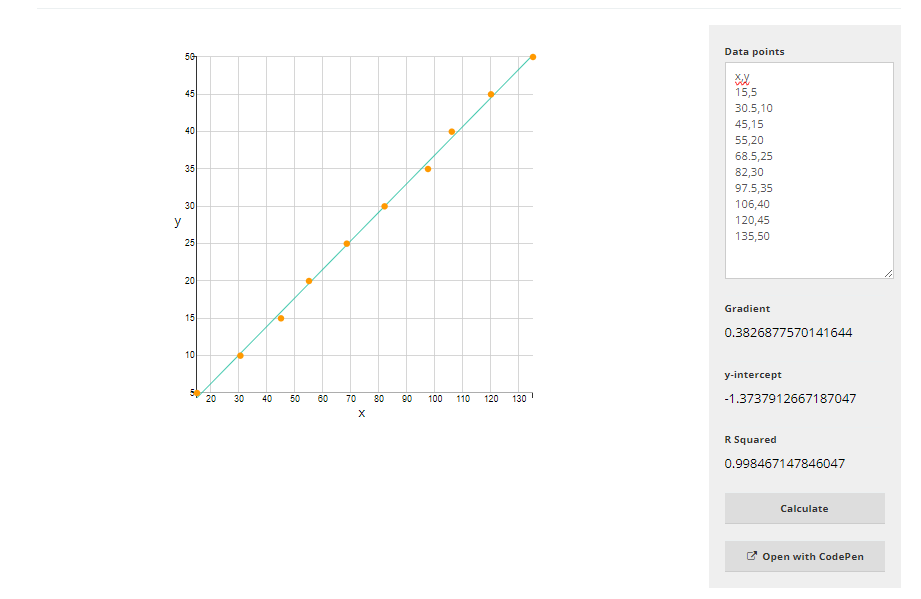 50
45
40
35
30
y
25
20
15
10
5
20 30 40 50 60 70 80 90 100 110 120 130
x
Data points
x,y
15,5
30.5,10
45,15
55,20
68.5,25
82,30
97.5,35
106,40
120,45
135,50
Gradient
0.3826877570141644
y-intercept
-1.3737912667187047
R Squared
0.998467147846047
Calculate
Open with CodePen